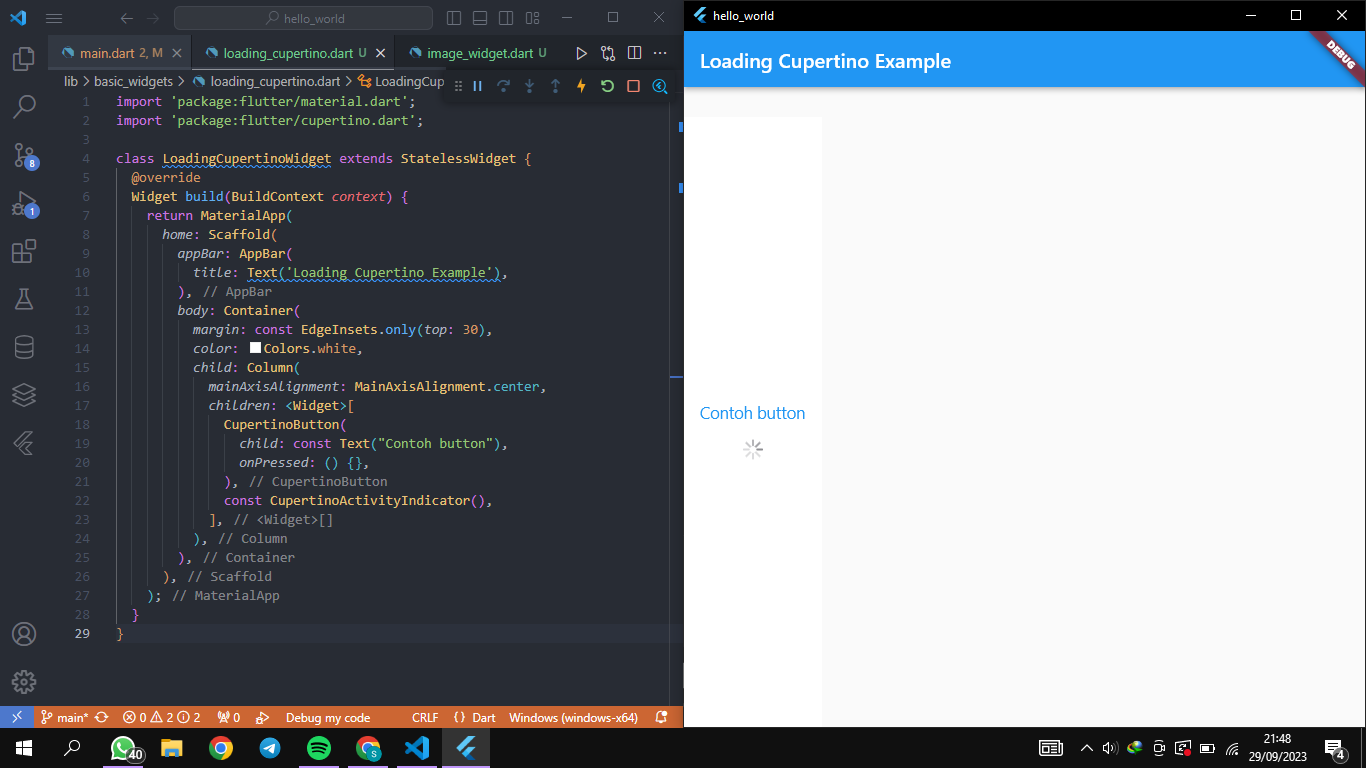 hello_world
main.dart 2, M
loading_cupertino.dart U
image_widget.dart U
lib > basic_widgets > loading_cupertino.dart > LoadingCup
1 import 'package:flutter/material.dart';
2 import 'package:flutter/cupertino.dart';
3
4 class LoadingCupertinoWidget extends StatelessWidget {
5 @override
6 Widget build(BuildContext context) {
7 return MaterialApp(
8 home: Scaffold(
9 appBar: AppBar(
10 title: Text('Loading Cupertino Example'),
11 ), // AppBar
12 body: Container(
13 margin: const EdgeInsets.only(top: 30),
14 color: Colors.white,
15 child: Column(
16 mainAxisAlignment: MainAxisAlignment.center,
17 children: <Widget>[
18 CupertinoButton(
19 child: const Text("Contoh button"),
20 onPressed: () {},
21 ), // CupertinoButton
22 const CupertinoActivityIndicator(),
23 ], // <Widget>[]
24 ), // Column
25 ), // Container
26 ), // Scaffold
27 ); // MaterialApp
28 }
29 }
8
1
main* 0 2 2 0 Debug my code CRLF {} Dart Windows (windows-x64)
hello_world
Loading Cupertino Example
DEBUG
Contoh button
40
S
21:48
29/09/2023
4